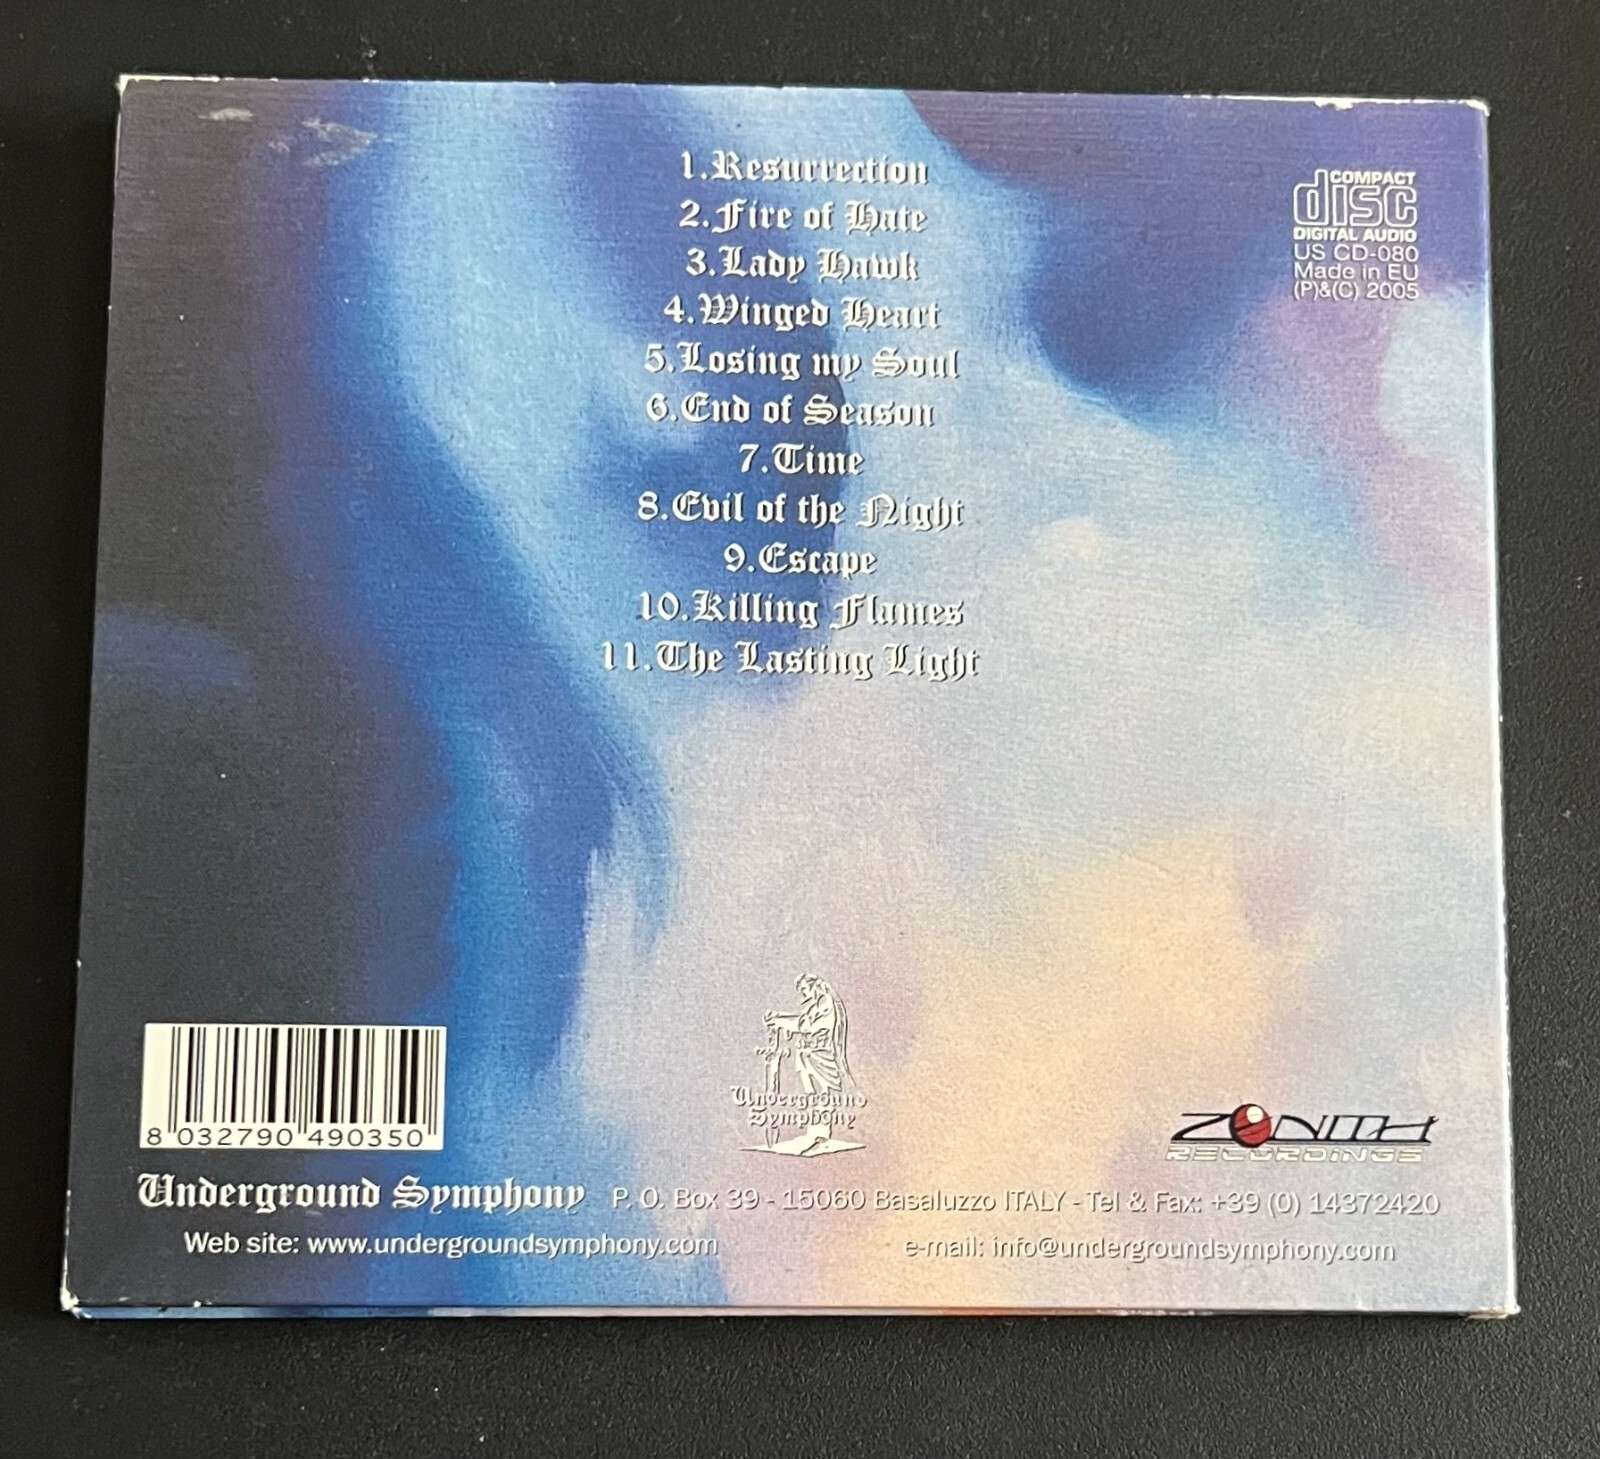 1.Resurrection
2.Fire of Hate
3.Lady Hawk
4.Winged Heart
5.Losing my Soul
6.End of Season
7.Time
8.Evil of the Night
9.Escape
10.Killing Flames
11.The Lasting Light
COMPACT
disc
DIGITAL AUDIO
US CD-080
Made in EU
(P)&(C) 2005
8 032790 490350
Underground
Symphony
ZENITH
RECORDINGS
Underground Symphony P. O. Box 39 - 15060 Basaluzzo ITALY - Tel & Fax: +39 (0) 14372420
Web site: www.undergroundsymphony.com e-mail: info@undergroundsymphony.com